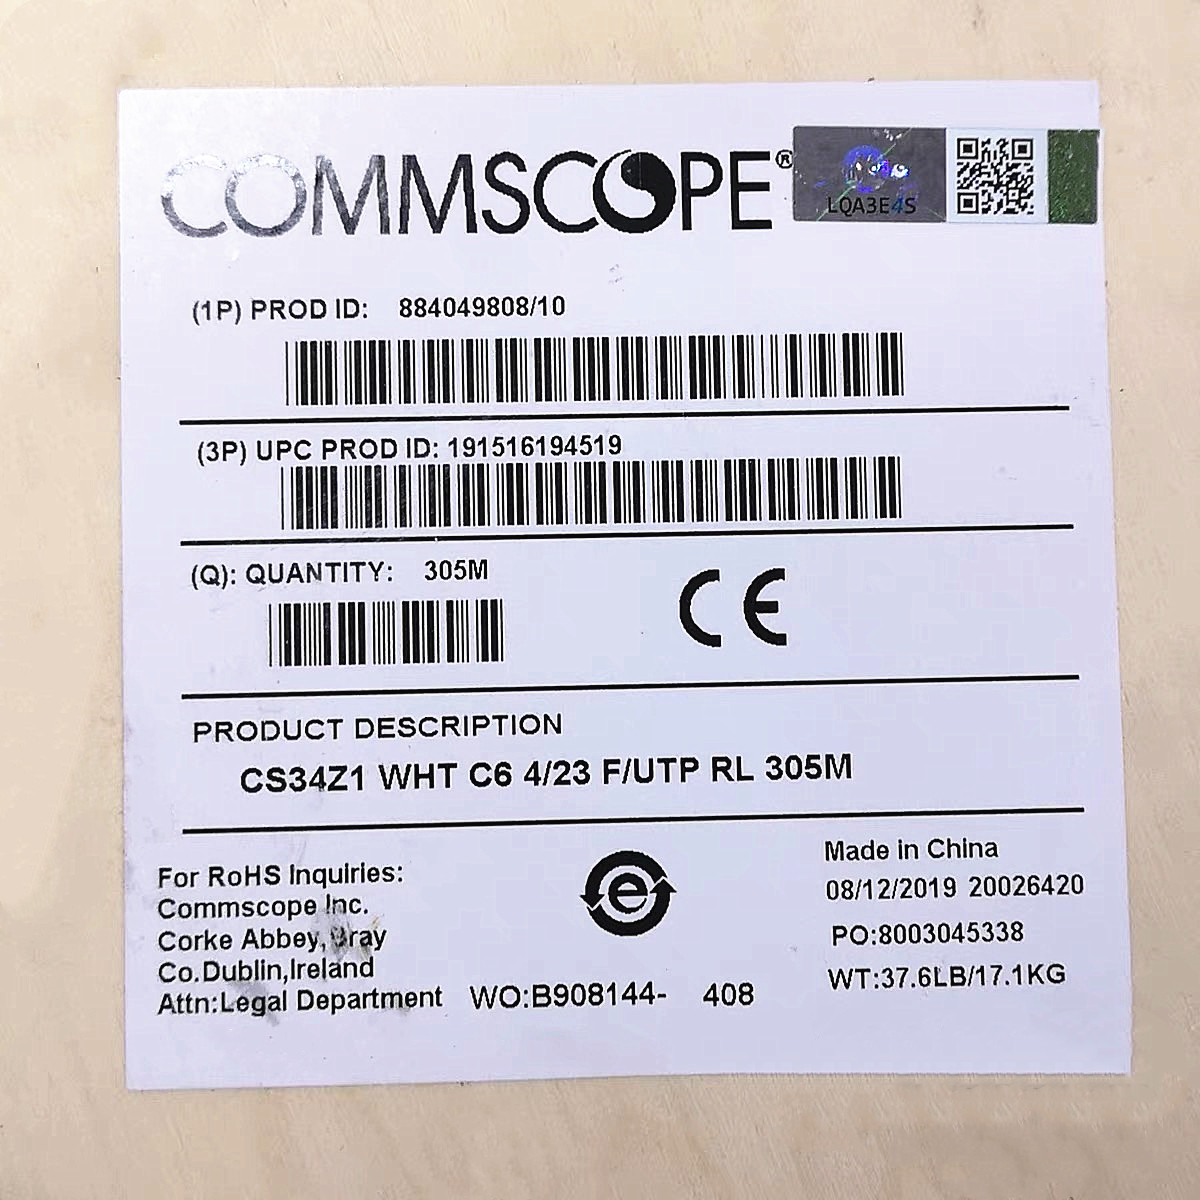 COMMSCOPE®
LQA3E4S
(1P) PROD ID: 884049808/10
(3P) UPC PROD ID: 191516194519
(Q): QUANTITY: 305M
CE
PRODUCT DESCRIPTION
CS34Z1 WHT C6 4/23 F/UTP RL 305M
For RoHS Inquiries:
Commscope Inc.
Corke Abbey, Bray
Co.Dublin,Ireland
Attn:Legal Department
WO:B908144- 408
e
Made in China
08/12/2019 20026420
PO:8003045338
WT:37.6LB/17.1KG